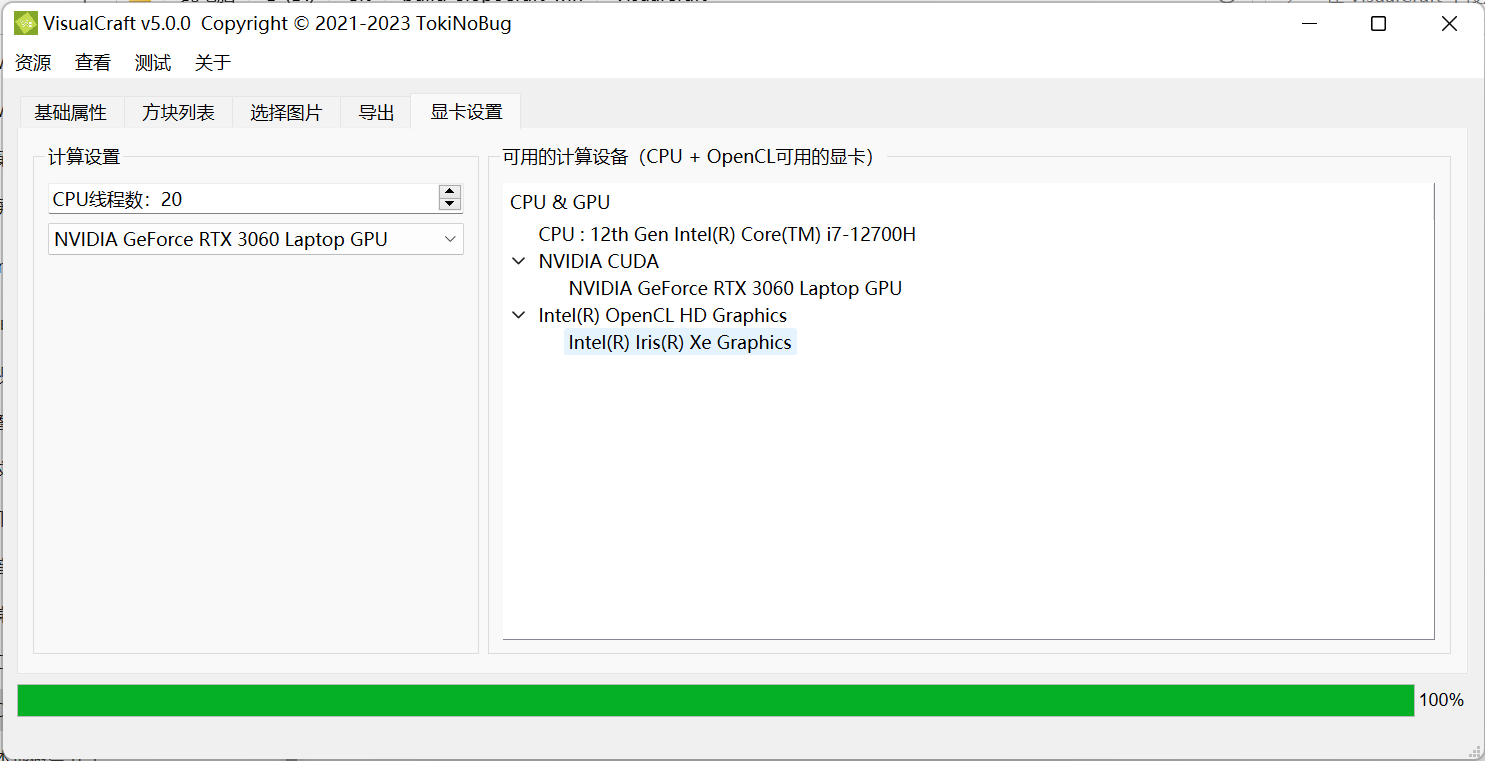 VisualCraft v5.0.0 Copyright © 2021-2023 TokiNoBug
资源 查看 测试 关于
基础属性 方块列表 选择图片 导出 显卡设置
计算设置
CPU线程数：20
NVIDIA GeForce RTX 3060 Laptop GPU
可用的计算设备（CPU + OpenCL可用的显卡）
CPU & GPU
CPU : 12th Gen Intel(R) Core(TM) i7-12700H
NVIDIA CUDA
NVIDIA GeForce RTX 3060 Laptop GPU
Intel(R) OpenCL HD Graphics
Intel(R) Iris(R) Xe Graphics
100%